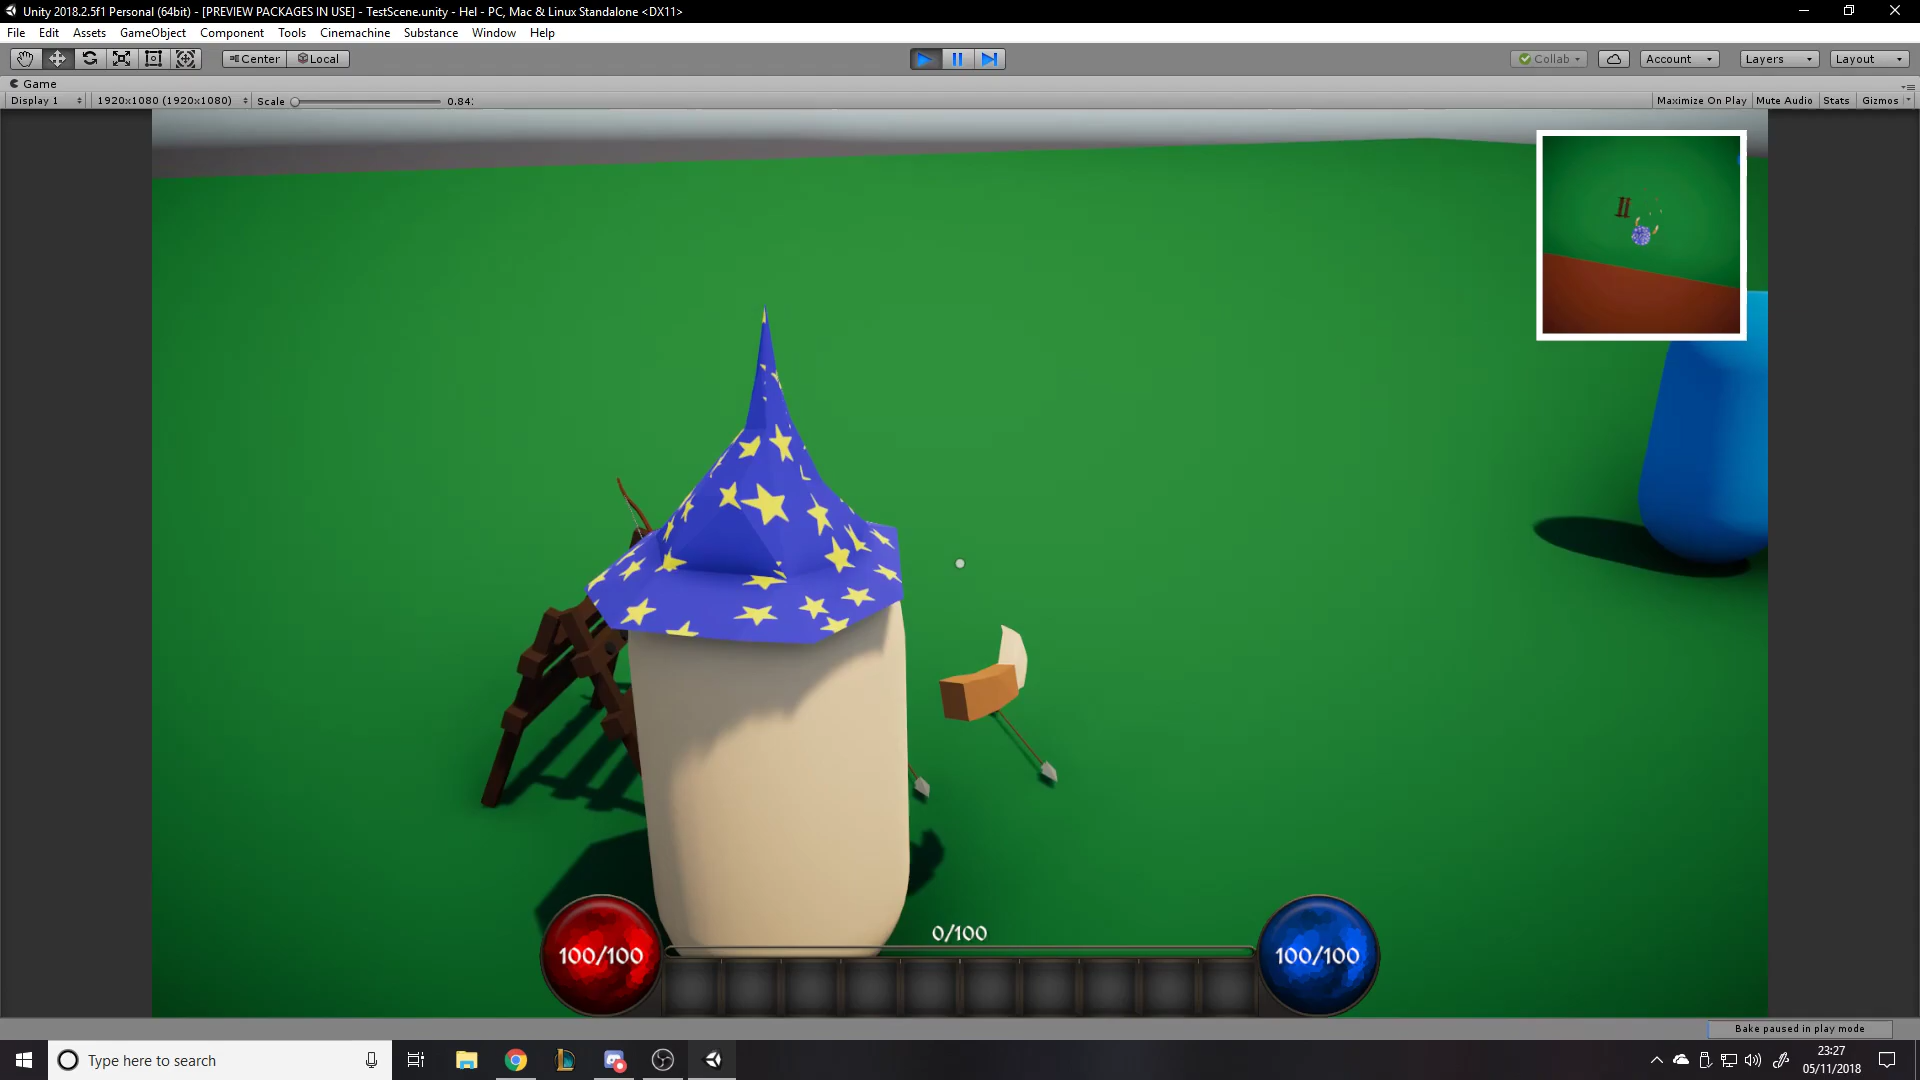 Unity 2018.2.5f1 Personal (64bit) - [PREVIEW PACKAGES IN USE] - TestScene.unity - Hel - PC, Mac & Linux Standalone <DX11>
File Edit Assets GameObject Component Tools Cinemachine Substance Window Help
Center Local Collab Account Layers Layout
Game
Display 1 1920x1080 (1920x1080) Scale 0.84 Maximize On Play Mute Audio Stats Gizmos
0/100
100/100 100/100
Bake paused in play mode
Type here to search
23:27
05/11/2018